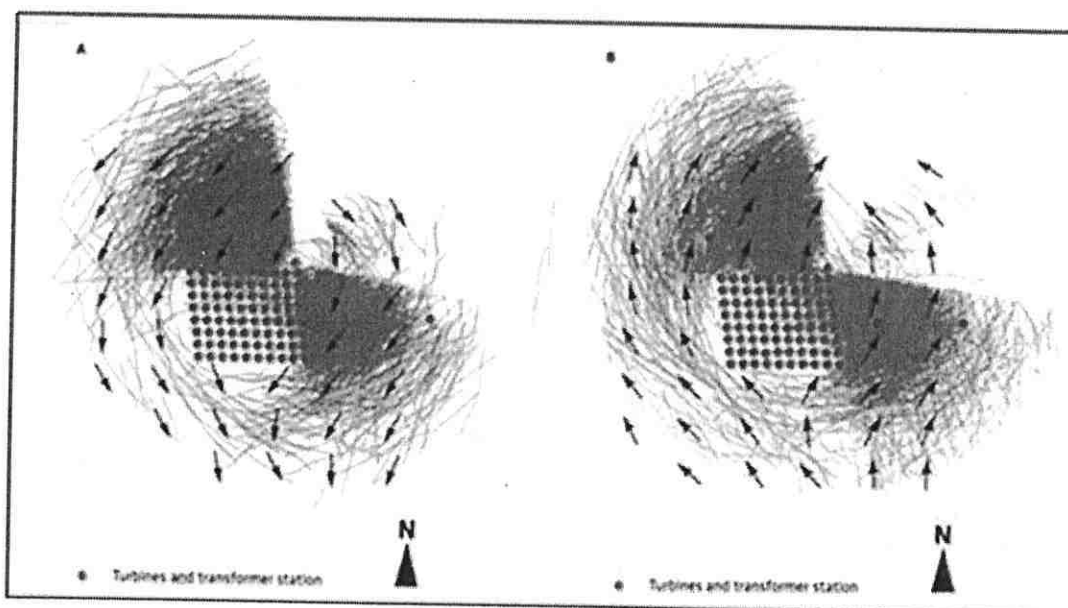 A
B
N
N
Turbines and transformer station
Turbines and transformer station